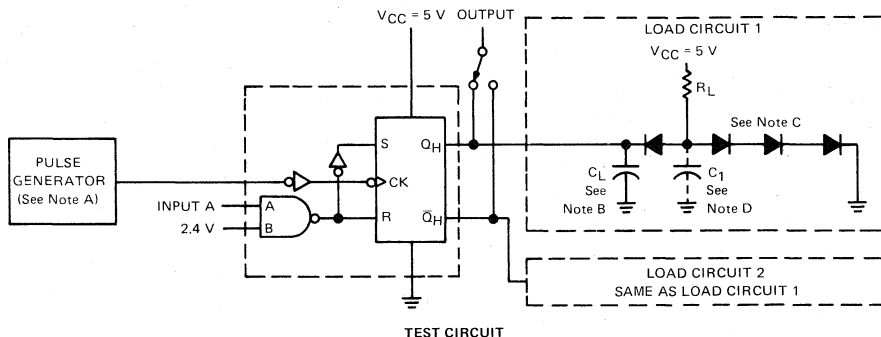 VCC = 5 V OUTPUT
LOAD CIRCUIT 1
VCC = 5 V
RL
See Note C
PULSE
GENERATOR
(See Note A)
S
QH
CK
CL
See
Note B
C1
See
Note D
INPUT A
A
2.4 V
B
R
Q̅H
LOAD CIRCUIT 2
SAME AS LOAD CIRCUIT 1
TEST CIRCUIT